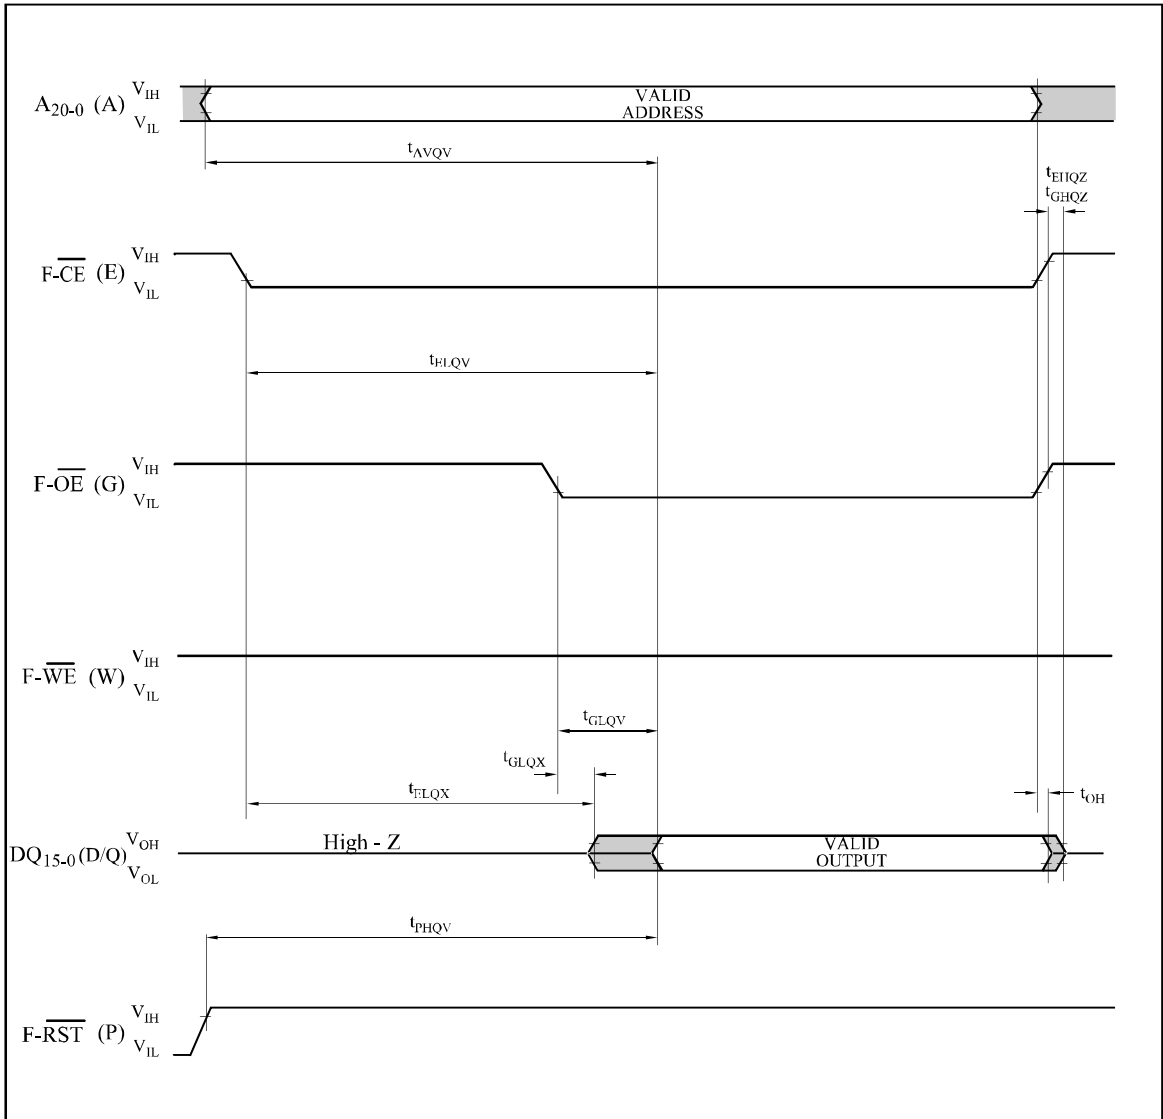 A20-0 (A) VIH
VIL
VALID
ADDRESS
tAVQV
tEHQZ
tGHQZ
F-CE (E) VIH
VIL
tELQV
F-OE (G) VIH
VIL
F-WE (W) VIH
VIL
tGLQV
tGLQX
tELQX
tOH
DQ15-0 (D/Q) VOH
VOL
High - Z
VALID
OUTPUT
tPHQV
F-RST (P) VIH
VIL